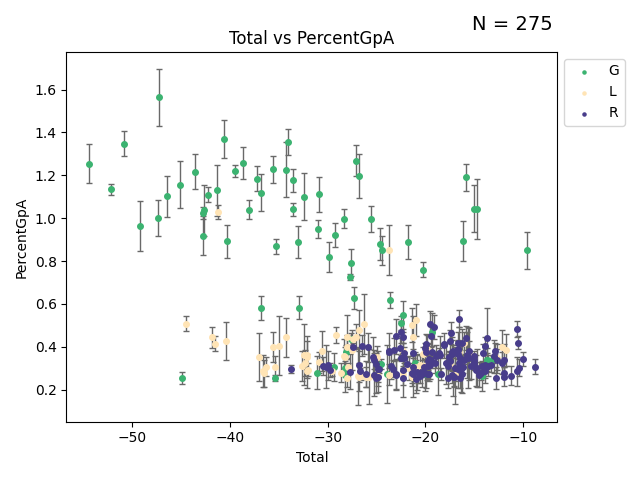 N = 275
Total vs PercentGpA
G
L
R
PercentGpA
1.6
1.4
1.2
1.0
0.8
0.6
0.4
0.2
−50
−40
−30
−20
−10
Total